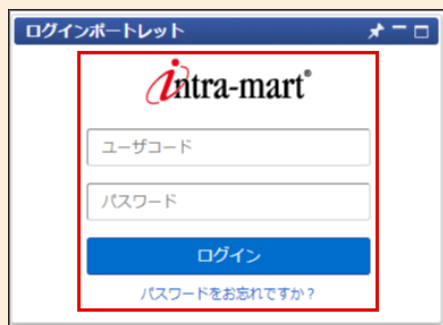 ログインポートレット
intra-mart®
ユーザコード
パスワード
ログイン
パスワードをお忘れですか？